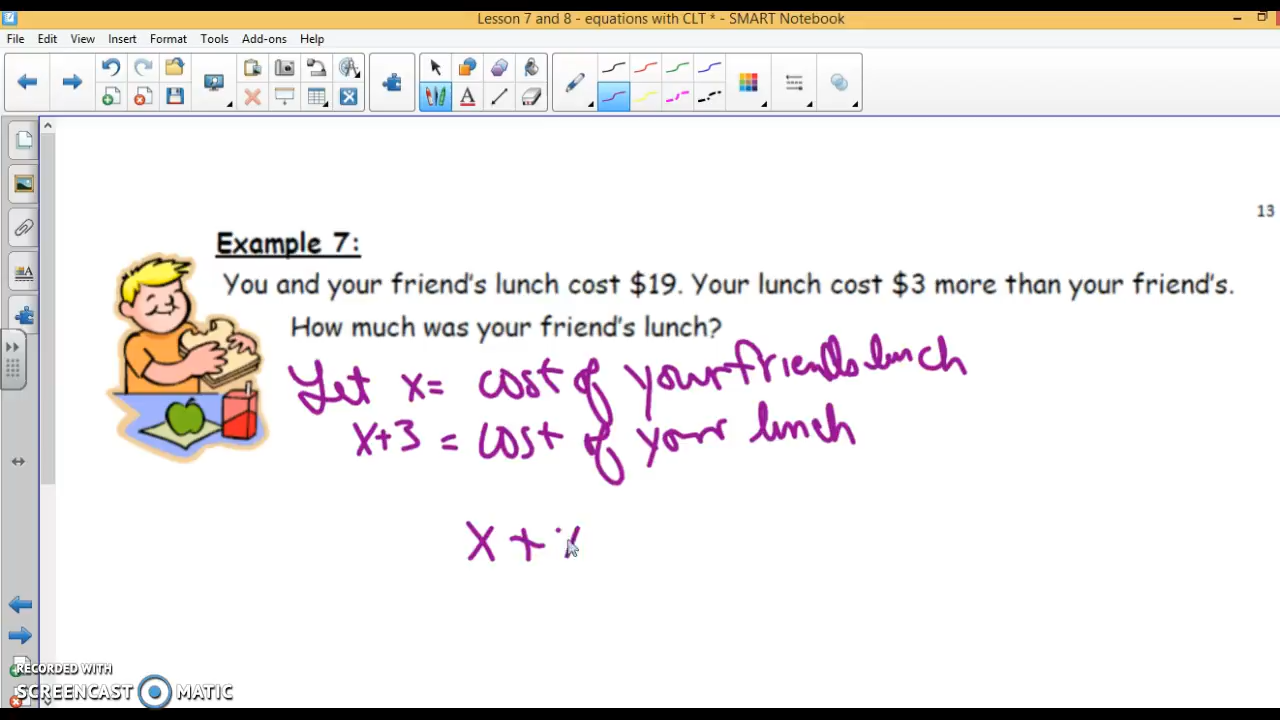 Lesson 7 and 8 - equations with CLT * - SMART Notebook
File Edit View Insert Format Tools Add-ons Help
13
Example 7:
You and your friend's lunch cost $19. Your lunch cost $3 more than your friend's.
How much was your friend's lunch?
Let x = cost of your friends lunch
x+3 = cost of your lunch
x + x
RECORDED WITH
SCREENCAST MATIC